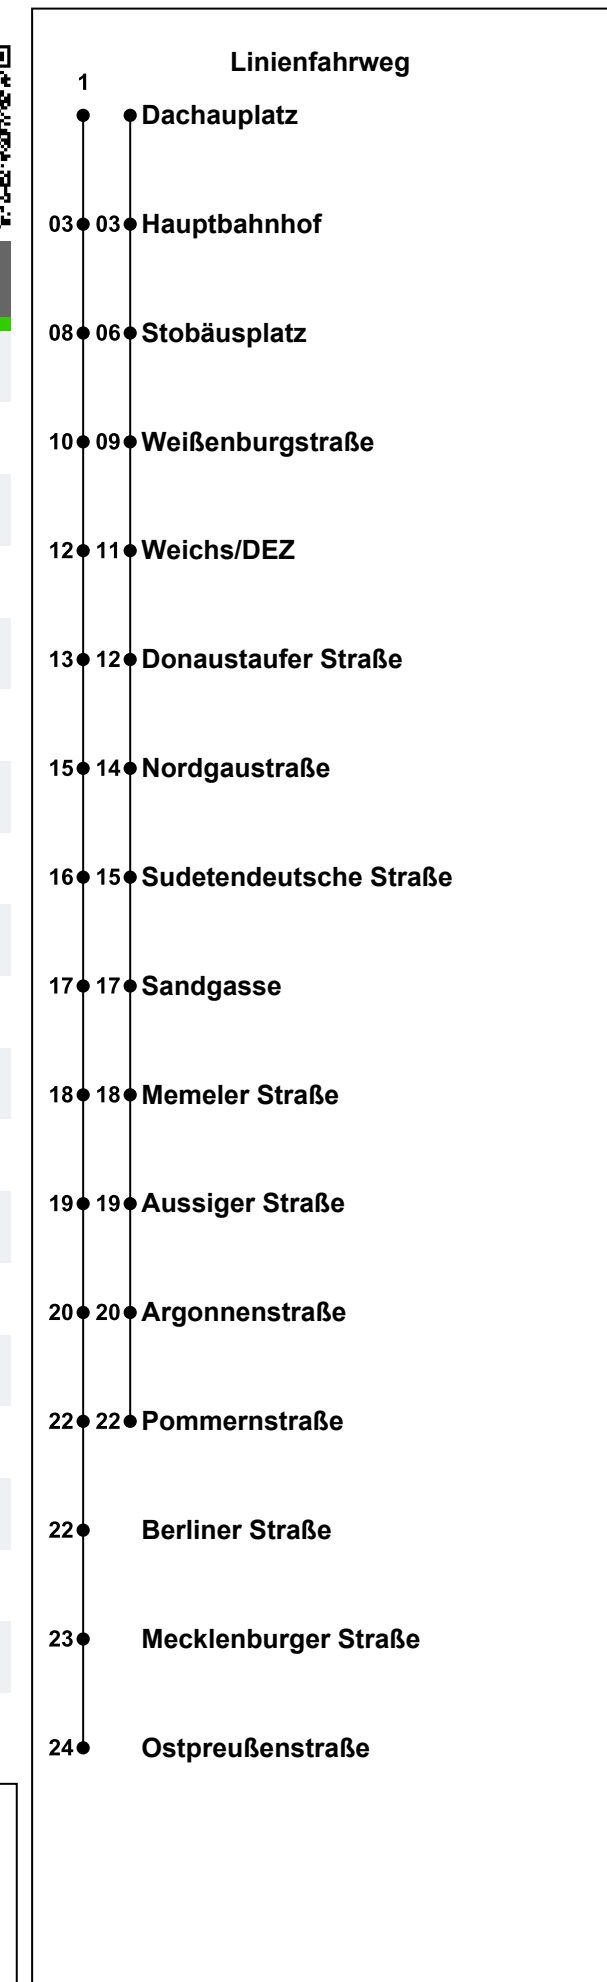 Linienfahrweg
1
Dachauplatz
03 03 Hauptbahnhof
08 06 Stobäusplatz
10 09 Weißenburgstraße
12 11 Weichs/DEZ
13 12 Donaustaufer Straße
15 14 Nordgaustraße
16 15 Sudetendeutsche Straße
17 17 Sandgasse
18 18 Memeler Straße
19 19 Aussiger Straße
20 20 Argonnenstraße
22 22 Pommernstraße
22 Berliner Straße
23 Mecklenburger Straße
24 Ostpreußenstraße